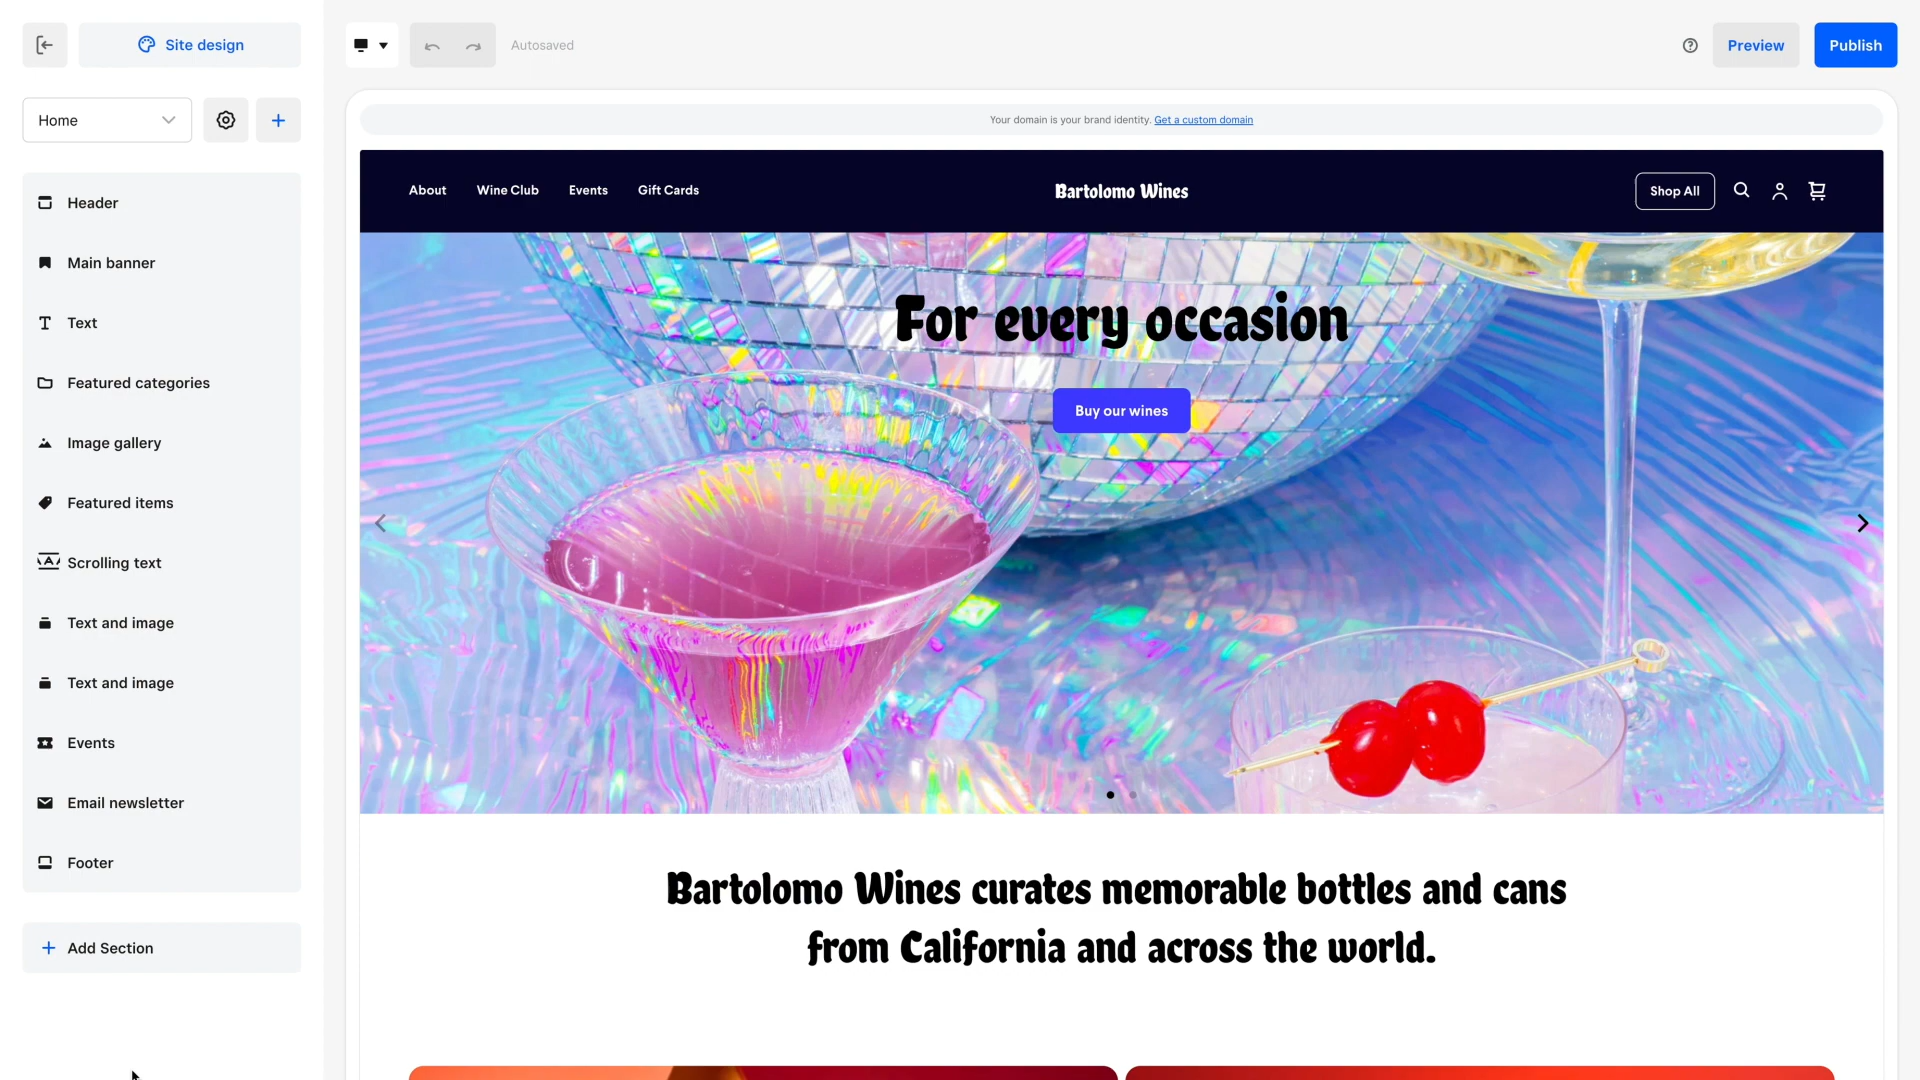 Site design
Autosaved
Preview
Publish
Home
Header
Main banner
Text
Featured categories
Image gallery
Featured items
Scrolling text
Text and image
Text and image
Events
Email newsletter
Footer
Add Section
Your domain is your brand identity. Get a custom domain
About
Wine Club
Events
Gift Cards
Bartolomo Wines
Shop All
For every occasion
Buy our wines
Bartolomo Wines curates memorable bottles and cans
from California and across the world.